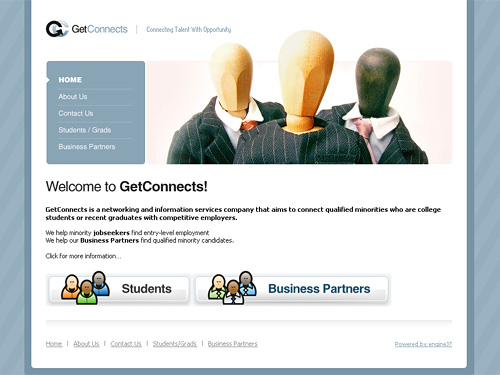 GetConnects | Connecting Talent With Opportunity
HOME
About Us
Contact Us
Students / Grads
Business Partners
Welcome to GetConnects!
GetConnects is a networking and information services company that aims to connect qualified minorities who are college
students or recent graduates with competitive employers.
We help minority jobseekers find entry-level employment
We help our Business Partners find qualified minority candidates.
Click for more information...
Students
Business Partners
Home | About Us | Contact Us | Students/Grads | Business Partners
Powered by engine37